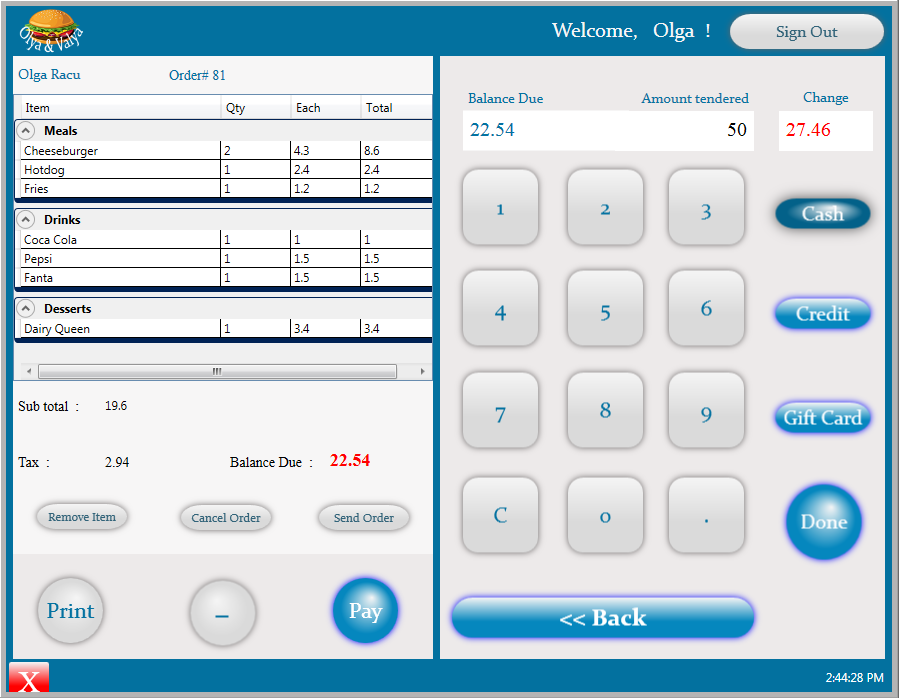 Olya & Valya
Welcome, Olga !
Sign Out
Olga Racu Order# 81
Item Qty Each Total
Meals
Cheeseburger 2 4.3 8.6
Hotdog 1 2.4 2.4
Fries 1 1.2 1.2
Drinks
Coca Cola 1 1 1
Pepsi 1 1.5 1.5
Fanta 1 1.5 1.5
Desserts
Dairy Queen 1 3.4 3.4
Sub total : 19.6
Tax : 2.94 Balance Due : 22.54
Remove Item Cancel Order Send Order
Print – Pay
Balance Due Amount tendered Change
22.54 50 27.46
1 2 3 Cash
4 5 6 Credit
7 8 9 Gift Card
C 0 . Done
<< Back
X
2:44:28 PM